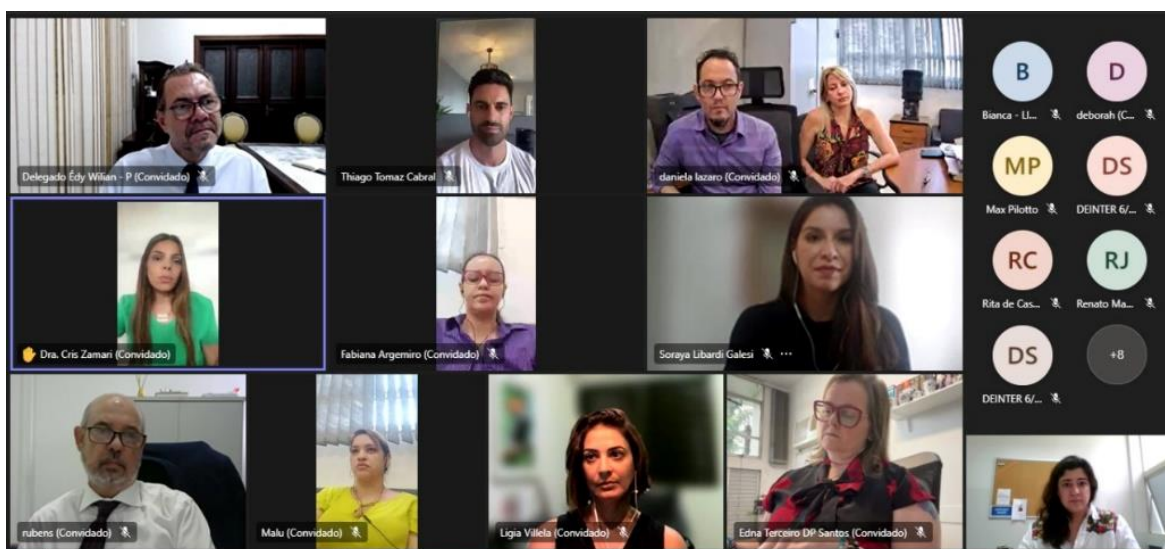 Delegado Édy Wilian - P (Convidado)
Thiago Tomaz Cabral
daniela lazaro (Convidado)
B
Bianca - LI...
D
deborah (C...
MP
Max Pilotto
DS
DEINTER 6/...
Dra. Cris Zamari (Convidado)
Fabiana Argemiro (Convidado)
Soraya Libardi Galesi
RC
Rita de Cas...
RJ
Renato Ma...
DS
DEINTER 6/...
+8
rubens (Convidado)
Malu (Convidado)
Ligia Villela (Convidado)
Edna Terceiro DP Santos (Convidado)